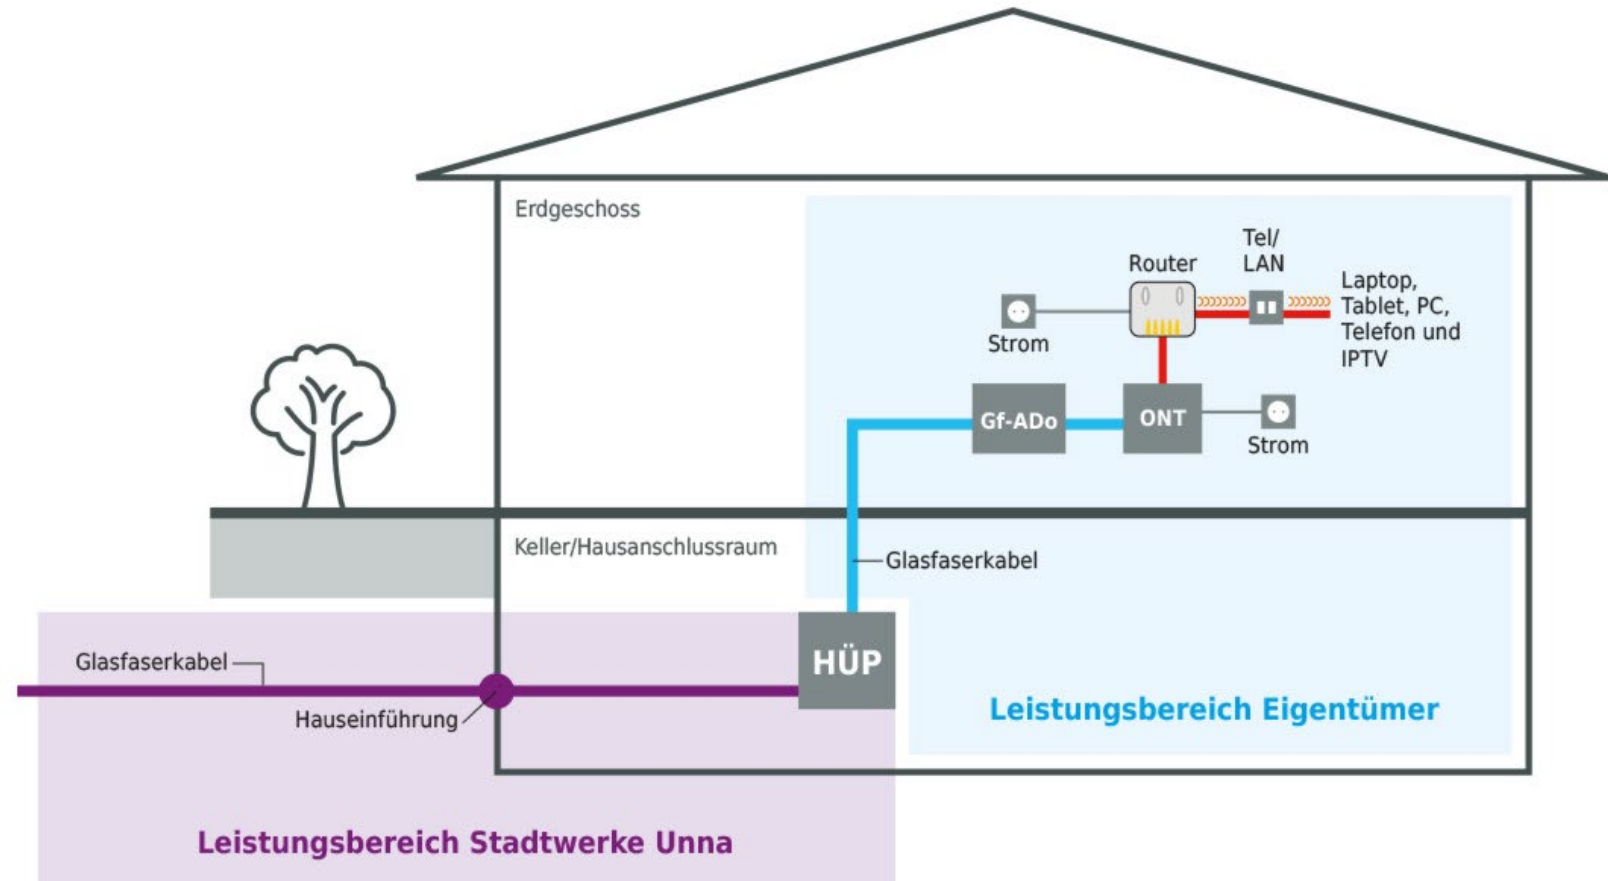 Erdgeschoss
Tel/
LAN
Router
Laptop,
Tablet, PC,
Telefon und
IPTV
Strom
Gf-ADo
ONT
Strom
Keller/Hausanschlussraum
Glasfaserkabel
HÜP
Glasfaserkabel
Hauseinführung
Leistungsbereich Eigentümer
Leistungsbereich Stadtwerke Unna